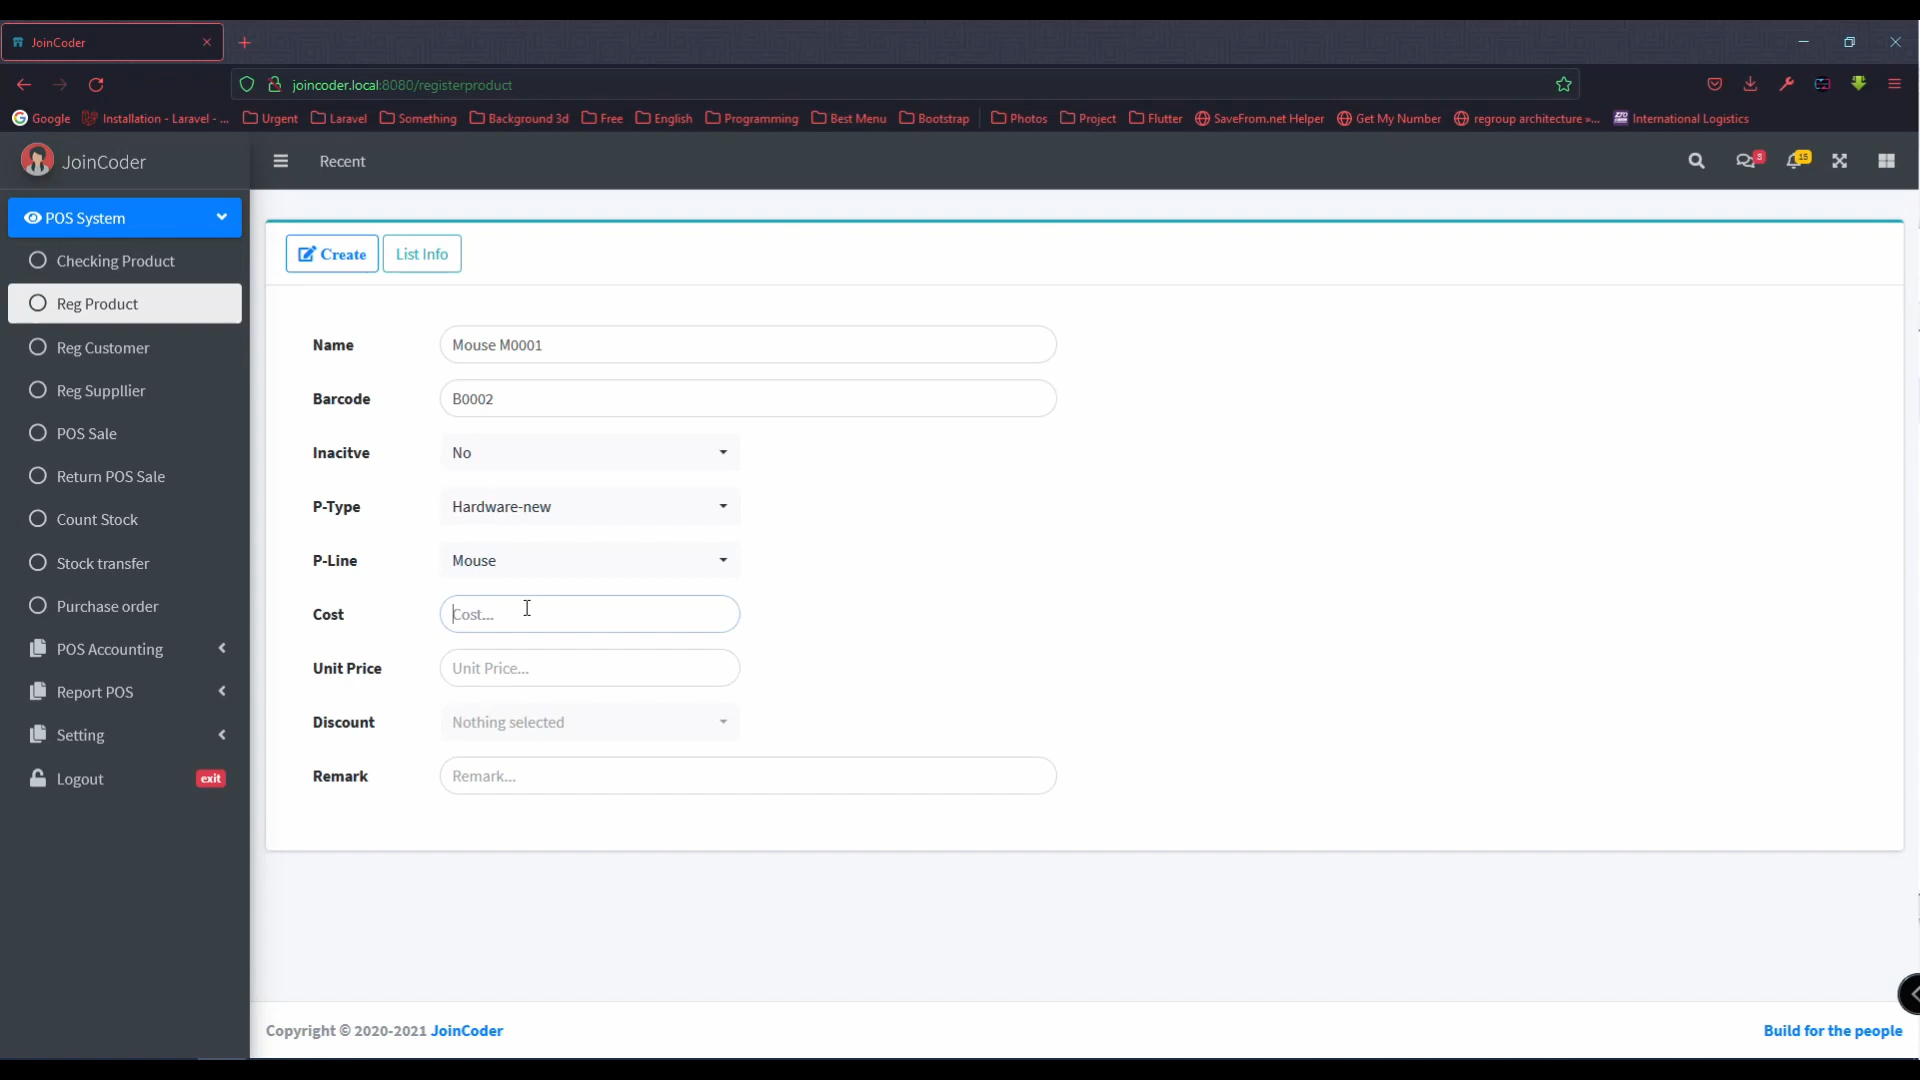 JoinCoder
joincoder.local:8080/registerproduct
Google
Installation - Laravel - ...
Urgent
Laravel
Something
Background 3d
Free
English
Programming
Best Menu
Bootstrap
Photos
Project
Flutter
SaveFrom.net Helper
Get My Number
regroup architecture »...
International Logistics
JoinCoder
Recent
3
15
POS System
Checking Product
Reg Product
Reg Customer
Reg Suppllier
POS Sale
Return POS Sale
Count Stock
Stock transfer
Purchase order
POS Accounting
Report POS
Setting
Logout
exit
Create
List Info
Name
Mouse M0001
Barcode
B0002
Inacitve
No
P-Type
Hardware-new
P-Line
Mouse
Cost
Cost...
Unit Price
Unit Price...
Discount
Nothing selected
Remark
Remark...
Copyright © 2020-2021 JoinCoder
Build for the people